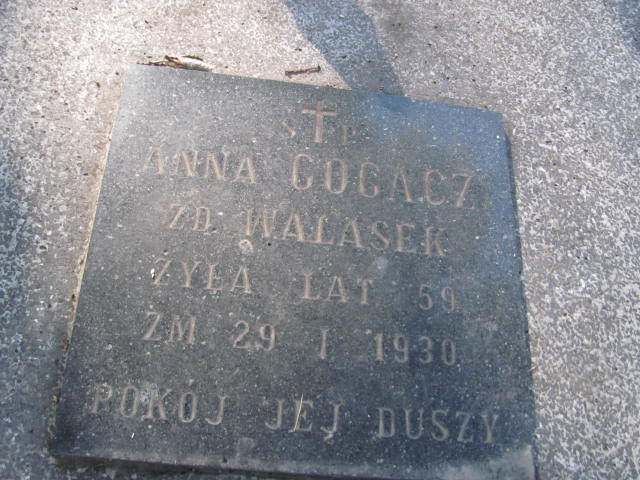 S † P
ANNA GOGACZ
ZD. WALASEK
ŻYŁA LAT 59
ZM 29 I 1930
POKÓJ JEJ DUSZY